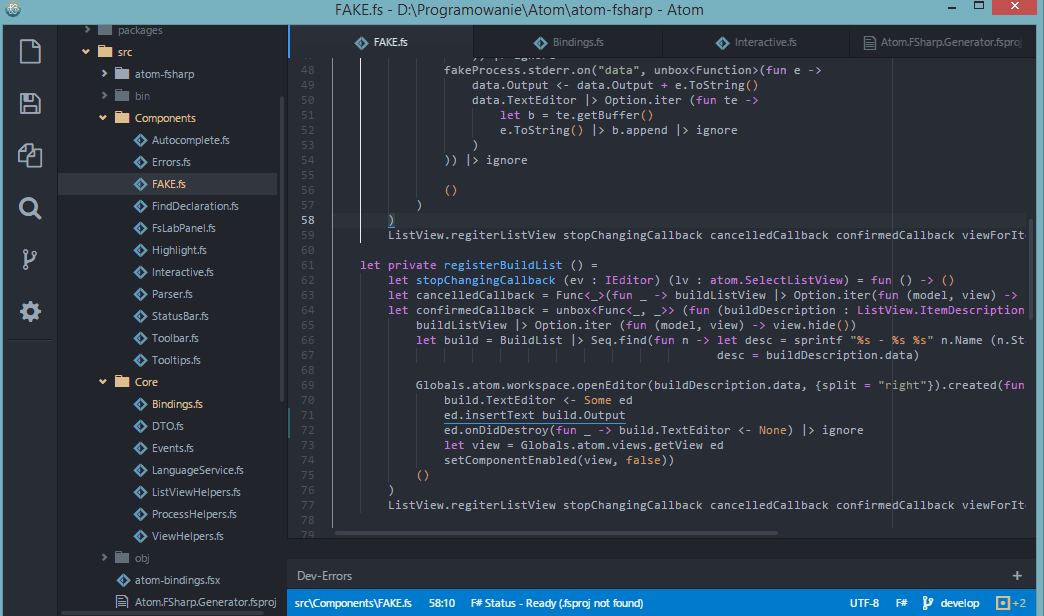 FAKE.fs - D:\Programowanie\Atom\atom-fsharp - Atom
packages
src
atom-fsharp
bin
Components
Autocomplete.fs
Errors.fs
FAKE.fs
FindDeclaration.fs
FsLabPanel.fs
Highlight.fs
Interactive.fs
Parser.fs
StatusBar.fs
Toolbar.fs
Tooltips.fs
Core
Bindings.fs
DTO.fs
Events.fs
LanguageService.fs
ListViewHelpers.fs
ProcessHelpers.fs
ViewHelpers.fs
obj
atom-bindings.fsx
Atom.FSharp.Generator.fsproj
FAKE.fs
Bindings.fs
Interactive.fs
Atom.FSharp.Generator.fsproj
48 fakeProcess.stderr.on("data", unbox<Function>(fun e ->
49 data.Output <- data.Output + e.ToString()
50 data.TextEditor |> Option.iter (fun te ->
51 let b = te.getBuffer()
52 e.ToString() |> b.append |> ignore
53 )
54 )) |> ignore
55
56 ()
57 )
58 )
59 ListView.regiterListView stopChangingCallback cancelledCallback confirmedCallback viewForIt
60
61 let private registerBuildList () =
62 let stopChangingCallback (ev : IEditor) (lv : atom.SelectListView) = fun () -> ()
63 let cancelledCallback = Func<_>(fun _ -> buildListView |> Option.iter(fun (model, view) ->
64 let confirmedCallback = unbox<Func<_, _>> (fun (buildDescription : ListView.ItemDescription
65 buildListView |> Option.iter (fun (model, view) -> view.hide())
66 let build = BuildList |> Seq.find(fun n -> let desc = sprintf "%s - %s %s" n.Name (n.St
67 desc = buildDescription.data)
68
69 Globals.atom.workspace.openEditor(buildDescription.data, {split = "right"}).created(fun
70 build.TextEditor <- Some ed
71 ed.insertText build.Output
72 ed.onDidDestroy(fun _ -> build.TextEditor <- None) |> ignore
73 let view = Globals.atom.views.getView ed
74 setComponentEnabled(view, false))
75 ()
76 )
77 ListView.regiterListView stopChangingCallback cancelledCallback confirmedCallback viewForIt
78
79
Dev-Errors +
src\Components\FAKE.fs 58:10 F# Status - Ready (.fsproj not found) UTF-8 F# develop +2